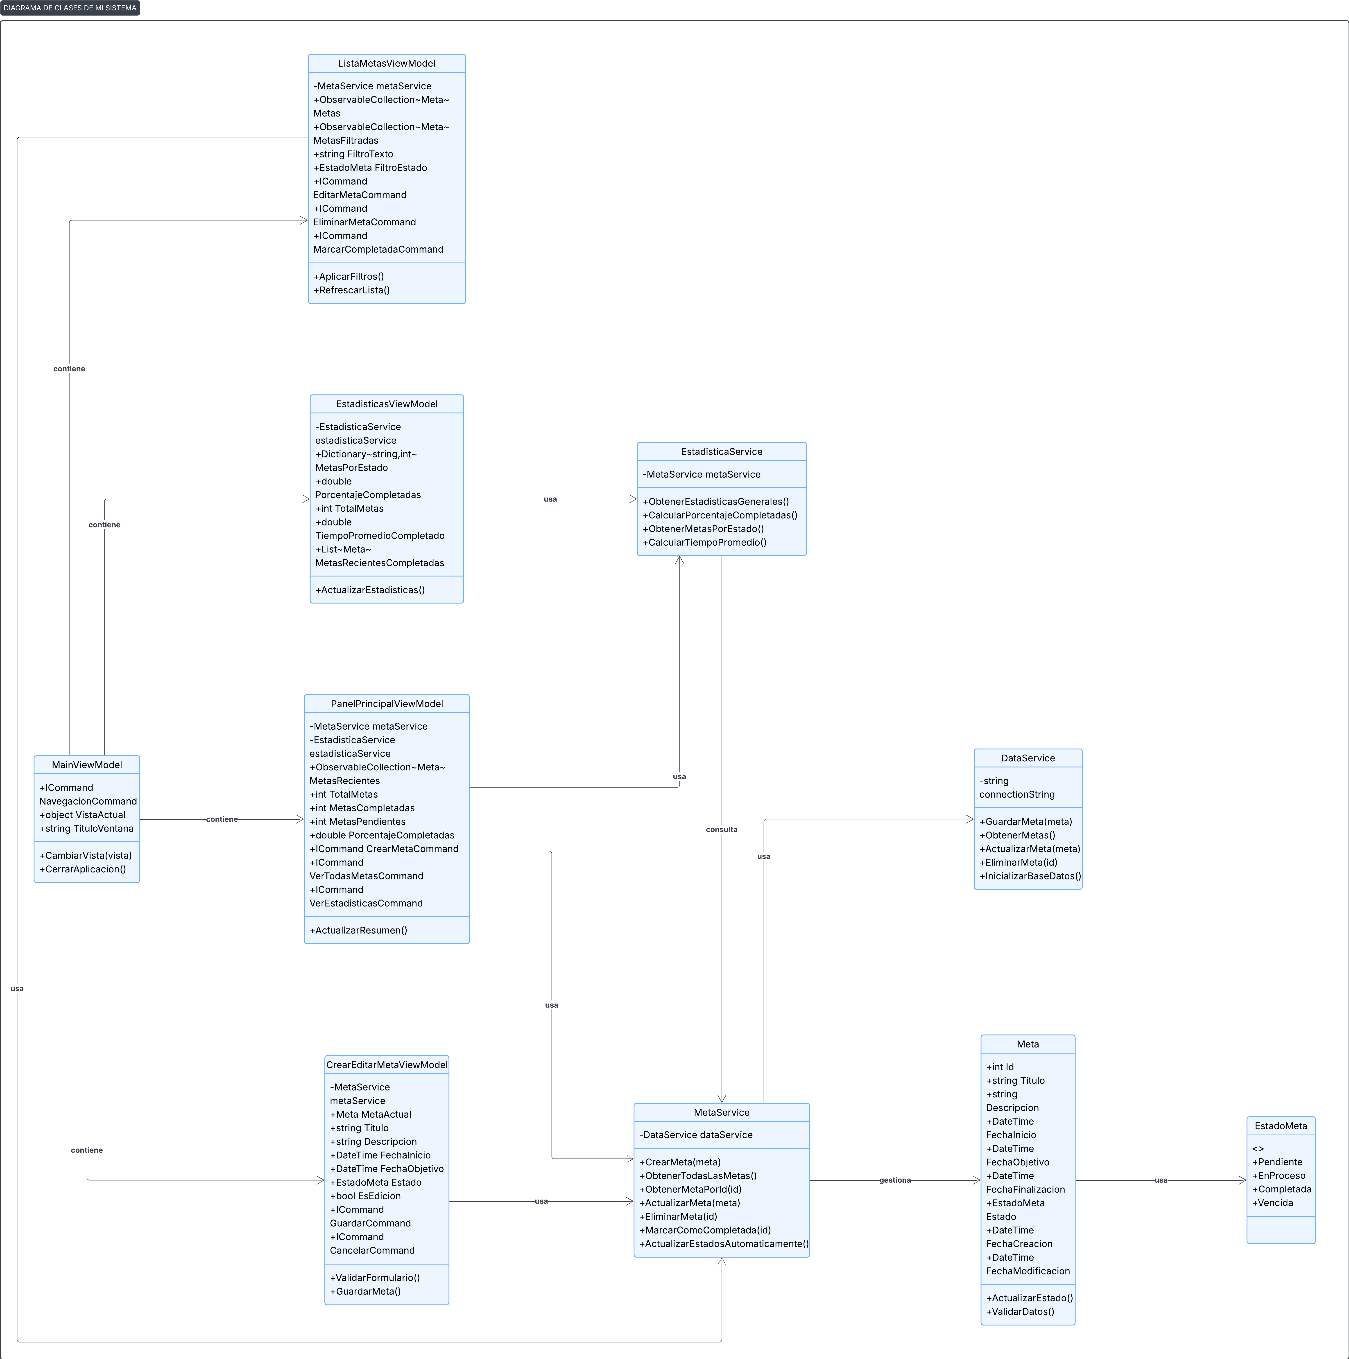 DIAGRAMA DE CLASES DE MI SISTEMA
ListaMetasViewModel
-MetaService metaService
+ObservableCollection~Meta~
Metas
+ObservableCollection~Meta~
MetasFiltradas
+string FiltroTexto
+EstadoMeta FiltroEstado
+ICommand
EditarMetaCommand
+ICommand
EliminarMetaCommand
+ICommand
MarcarCompletadaCommand
+AplicarFiltros()
+RefrescarLista()
contiene
EstadisticasViewModel
-EstadisticaService
estadisticaService
+Dictionary~string,int~
MetasPorEstado
+double
PorcentajeCompletadas
+int TotalMetas
+double
TiempoPromedioCompletado
+List~Meta~
MetasRecientesCompletadas
+ActualizarEstadisticas()
contiene
usa
EstadisticaService
-MetaService metaService
+ObtenerEstadisticasGenerales()
+CalcularPorcentajeCompletadas()
+ObtenerMetasPorEstado()
+CalcularTiempoPromedio()
PanelPrincipalViewModel
-MetaService metaService
-EstadisticaService
estadisticaService
+ObservableCollection~Meta~
MetasRecientes
+int TotalMetas
+int MetasCompletadas
+int MetasPendientes
+double PorcentajeCompletadas
+ICommand CrearMetaCommand
+ICommand
VerTodasMetasCommand
+ICommand
VerEstadisticasCommand
+ActualizarResumen()
MainViewModel
+ICommand
NavegacionCommand
+object VistaActual
+string TituloVentana
+CambiarVista(vista)
+CerrarAplicacion()
contiene
usa
consulta
usa
DataService
-string
connectionString
+GuardarMeta(meta)
+ObtenerMetas()
+ActualizarMeta(meta)
+EliminarMeta(id)
+InicializarBaseDatos()
usa
usa
CrearEditarMetaViewModel
-MetaService
metaService
+Meta MetaActual
+string Titulo
+string Descripcion
+DateTime FechaInicio
+DateTime FechaObjetivo
+EstadoMeta Estado
+bool EsEdicion
+ICommand
GuardarCommand
+ICommand
CancelarCommand
+ValidarFormulario()
+GuardarMeta()
contiene
usa
MetaService
-DataService dataService
+CrearMeta(meta)
+ObtenerTodasLasMetas()
+ObtenerMetaPorId(id)
+ActualizarMeta(meta)
+EliminarMeta(id)
+MarcarComoCompletada(id)
+ActualizarEstadosAutomaticamente()
gestiona
Meta
+int Id
+string Titulo
+string
Descripcion
+DateTime
FechaInicio
+DateTime
FechaObjetivo
+DateTime
FechaFinalizacion
+EstadoMeta
Estado
+DateTime
FechaCreacion
+DateTime
FechaModificacion
+ActualizarEstado()
+ValidarDatos()
usa
EstadoMeta
<>
+Pendiente
+EnProceso
+Completada
+Vencida